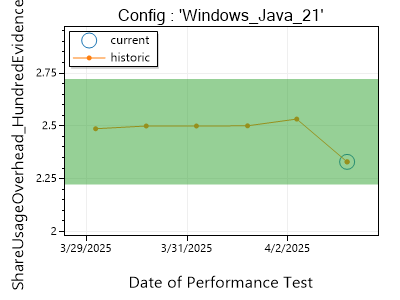 Config : 'Windows_Java_21'
ShareUsageOverhead_HundredEvidence
current
historic
2.75
2.5
2.25
2
3/29/2025
3/31/2025
4/2/2025
Date of Performance Test